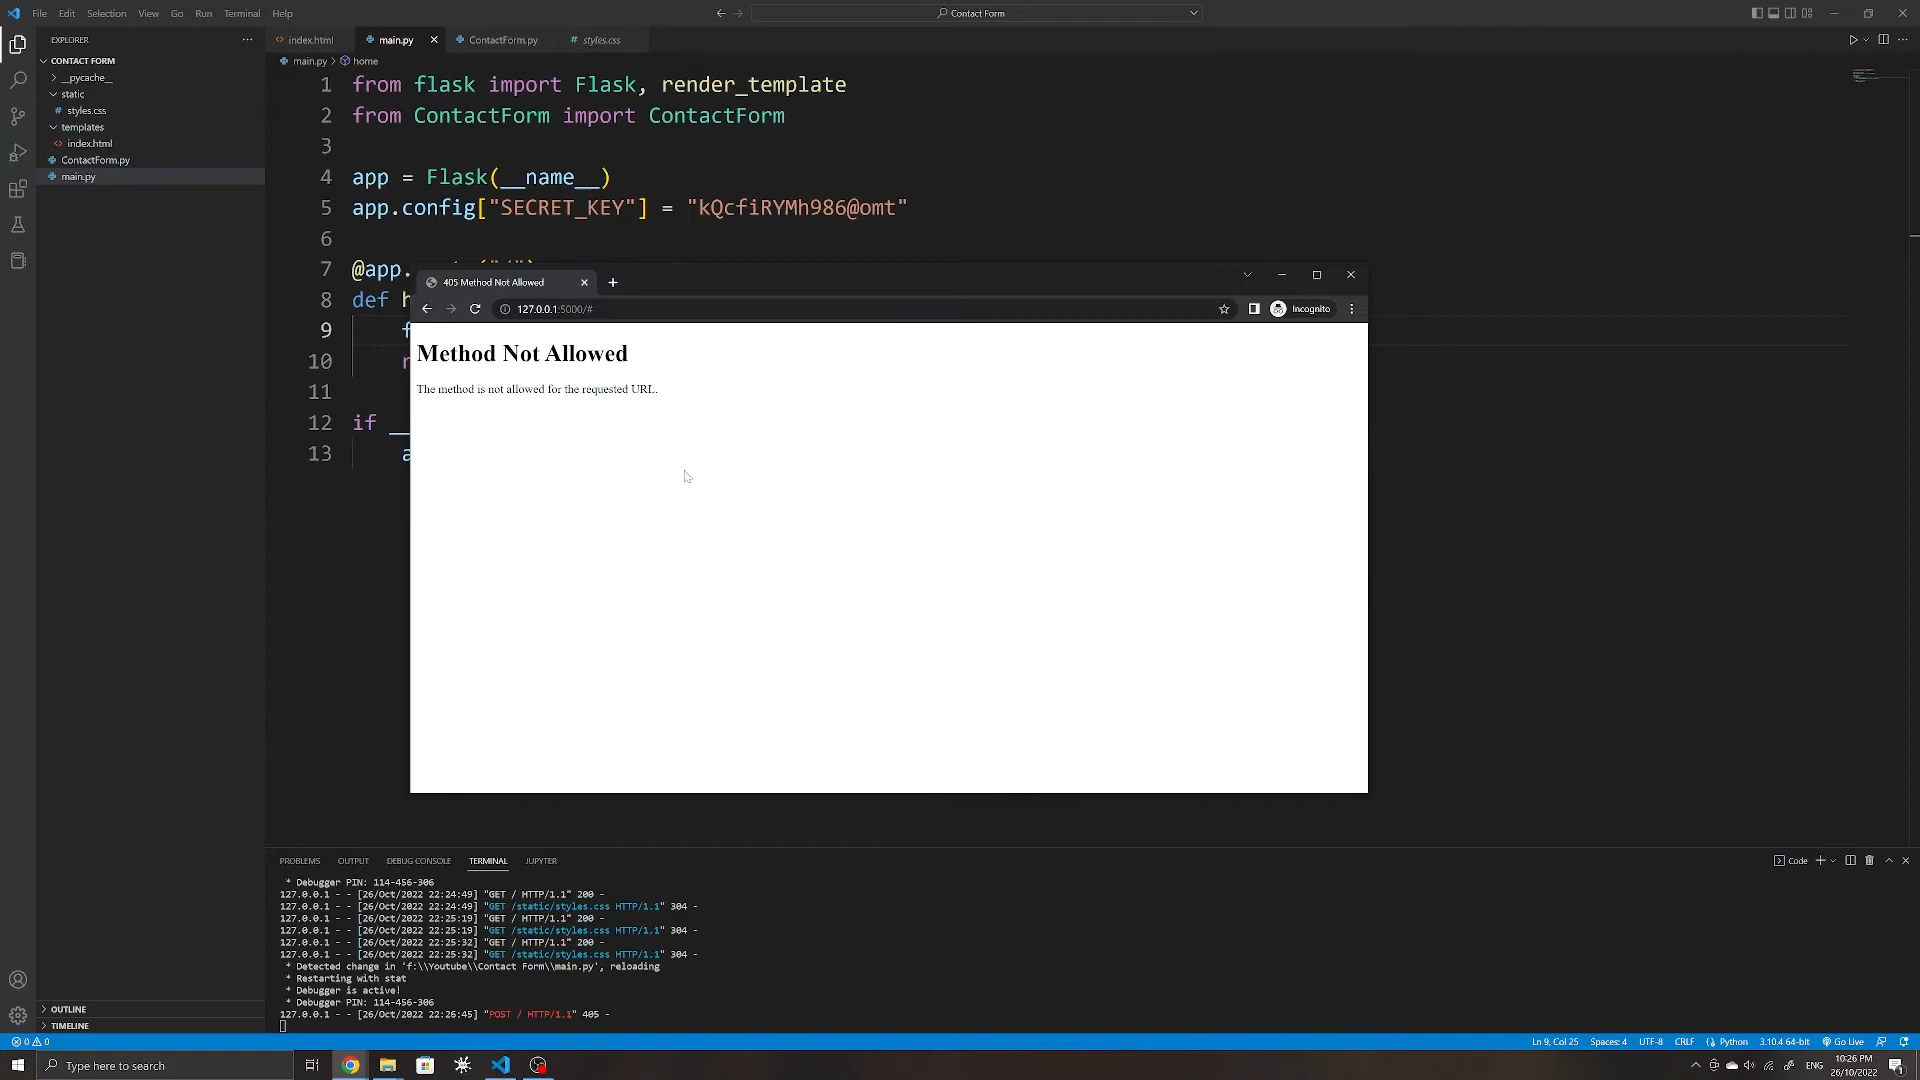 File Edit Selection View Go Run Terminal Help
Contact Form
EXPLORER
CONTACT FORM
__pycache__
static
styles.css
templates
index.html
ContactForm.py
main.py
OUTLINE
TIMELINE
index.html main.py ContactForm.py styles.css
main.py > home
1 from flask import Flask, render_template
2 from ContactForm import ContactForm
3
4 app = Flask(__name__)
5 app.config["SECRET_KEY"] = "kQcfiRYMh986@omt"
6
7 @app.
8 def h
9
10
11
12 if __
13 a
405 Method Not Allowed
127.0.0.1:5000/#
Incognito
Method Not Allowed
The method is not allowed for the requested URL.
PROBLEMS OUTPUT DEBUG CONSOLE TERMINAL JUPYTER
Code
* Debugger PIN: 114-456-306
127.0.0.1 - - [26/Oct/2022 22:24:49] "GET / HTTP/1.1" 200 -
127.0.0.1 - - [26/Oct/2022 22:24:49] "GET /static/styles.css HTTP/1.1" 304 -
127.0.0.1 - - [26/Oct/2022 22:25:19] "GET / HTTP/1.1" 200 -
127.0.0.1 - - [26/Oct/2022 22:25:19] "GET /static/styles.css HTTP/1.1" 304 -
127.0.0.1 - - [26/Oct/2022 22:25:32] "GET / HTTP/1.1" 200 -
127.0.0.1 - - [26/Oct/2022 22:25:32] "GET /static/styles.css HTTP/1.1" 304 -
* Detected change in 'f:\\Youtube\\Contact Form\\main.py', reloading
* Restarting with stat
* Debugger is active!
* Debugger PIN: 114-456-306
127.0.0.1 - - [26/Oct/2022 22:26:45] "POST / HTTP/1.1" 405 -
0 0
Ln 9, Col 25 Spaces: 4 UTF-8 CRLF Python 3.10.4 64-bit Go Live
Type here to search
ENG
10:26 PM
26/10/2022
1